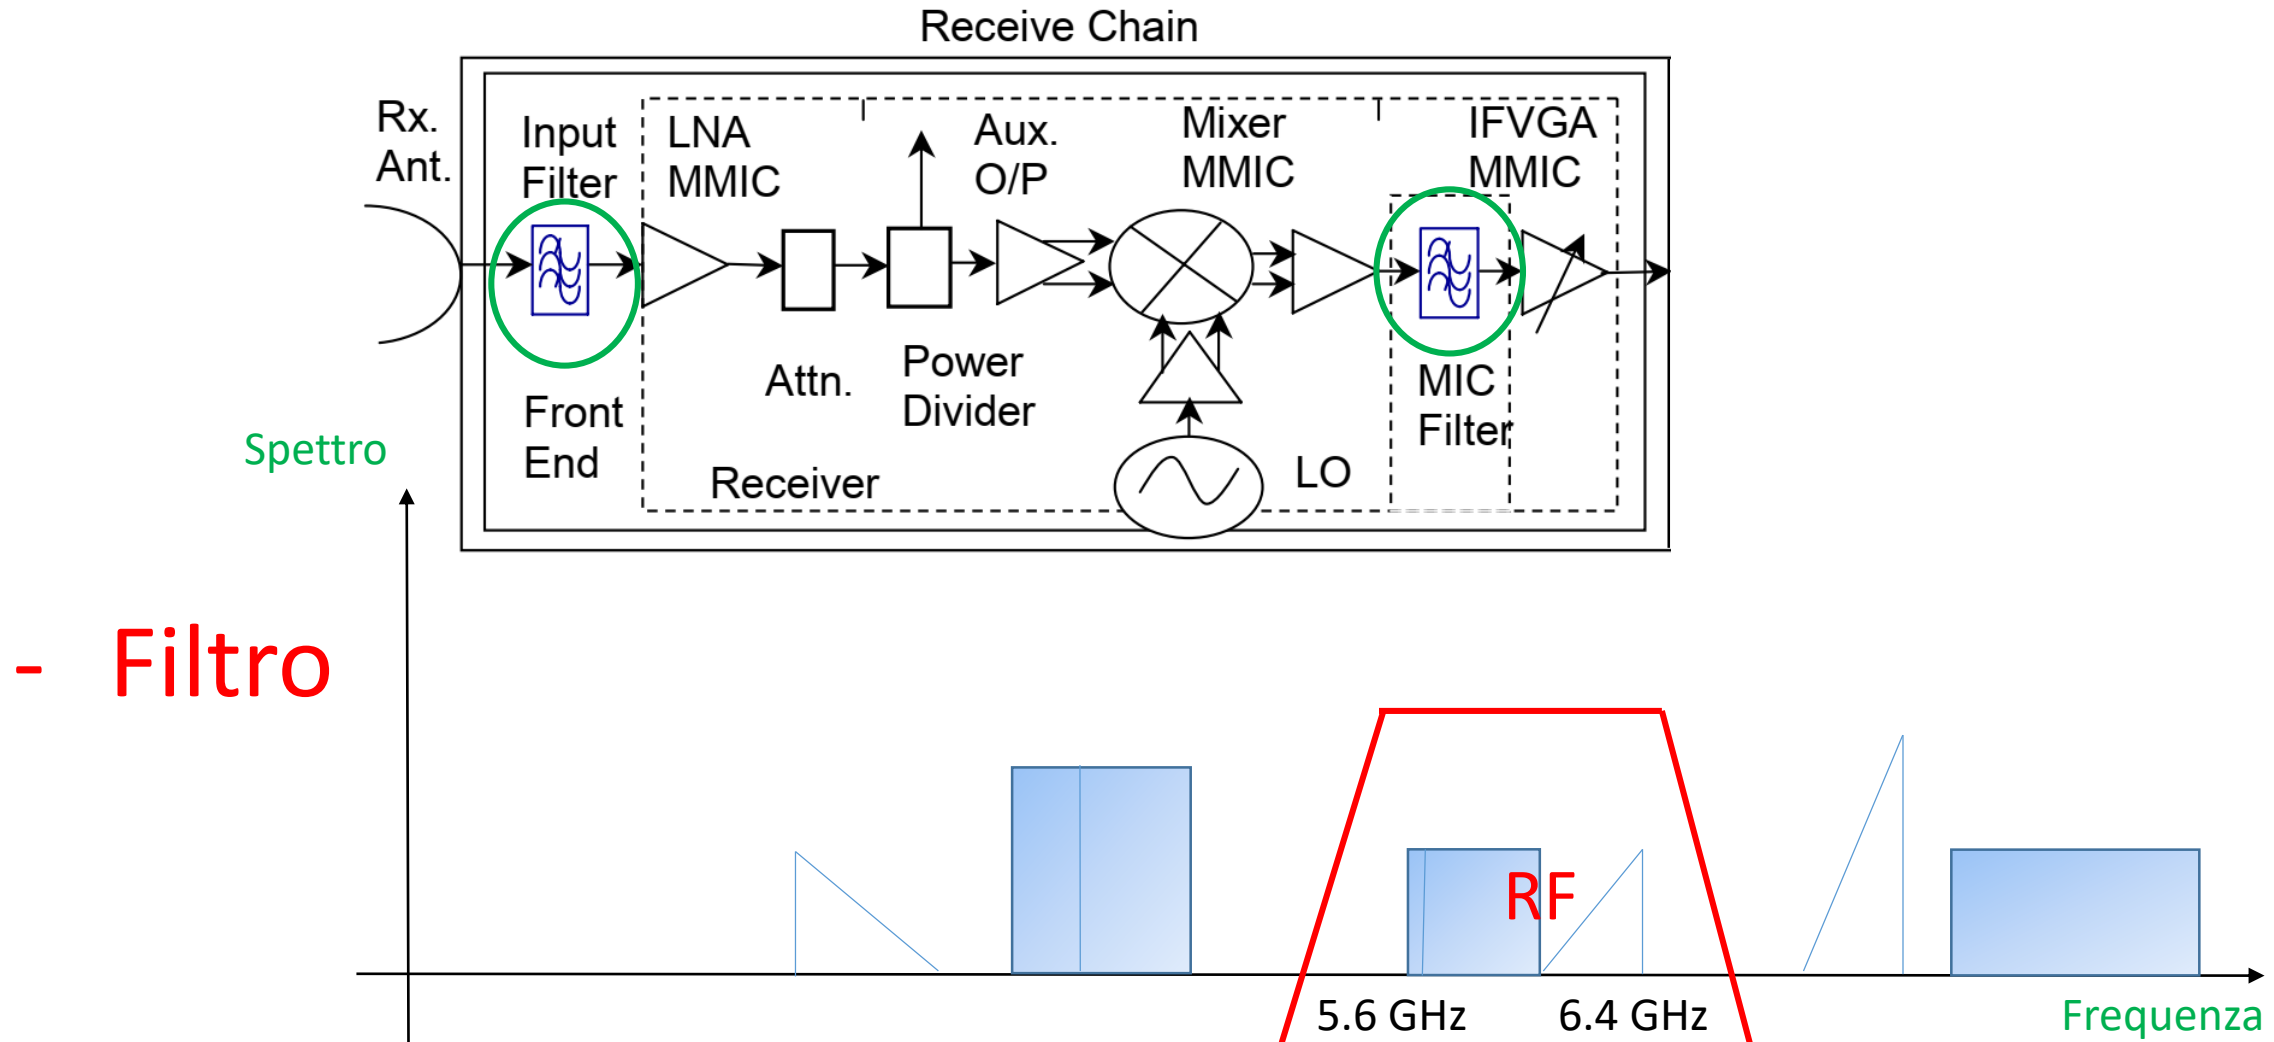 Receive Chain
Rx.
Ant.
Input
Filter
LNA
MMIC
Aux.
O/P
Mixer
MMIC
IFVGA
MMIC
Attn.
Power
Divider
MIC
Filter
Front
End
Receiver
LO
Spettro
- Filtro
RF
5.6 GHz
6.4 GHz
Frequenza